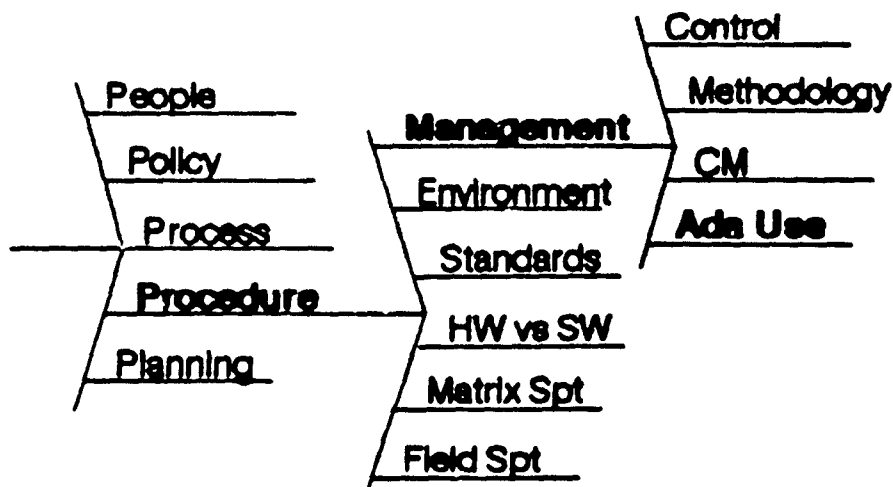 People
Policy
Process
Procedure
Planning
Management
Environment
Standards
HW vs SW
Matrix Spt
Field Spt
Control
Methodology
CM
Ada Use